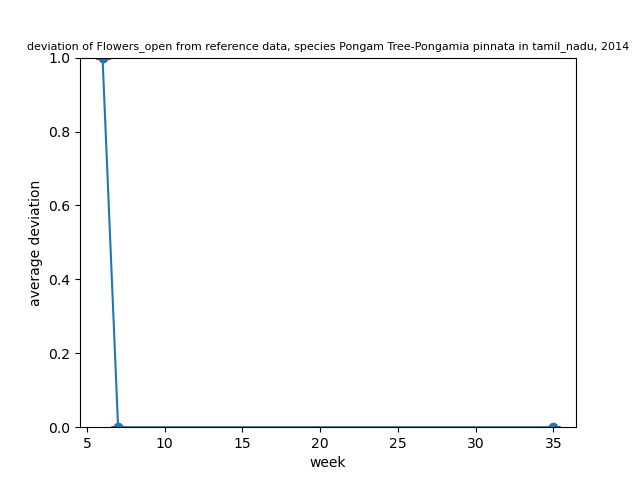 deviation of Flowers_open from reference data, species Pongam Tree-Pongamia pinnata in tamil_nadu, 2014
1.0
0.8
0.6
0.4
0.2
0.0
average deviation
5 10 15 20 25 30 35
week